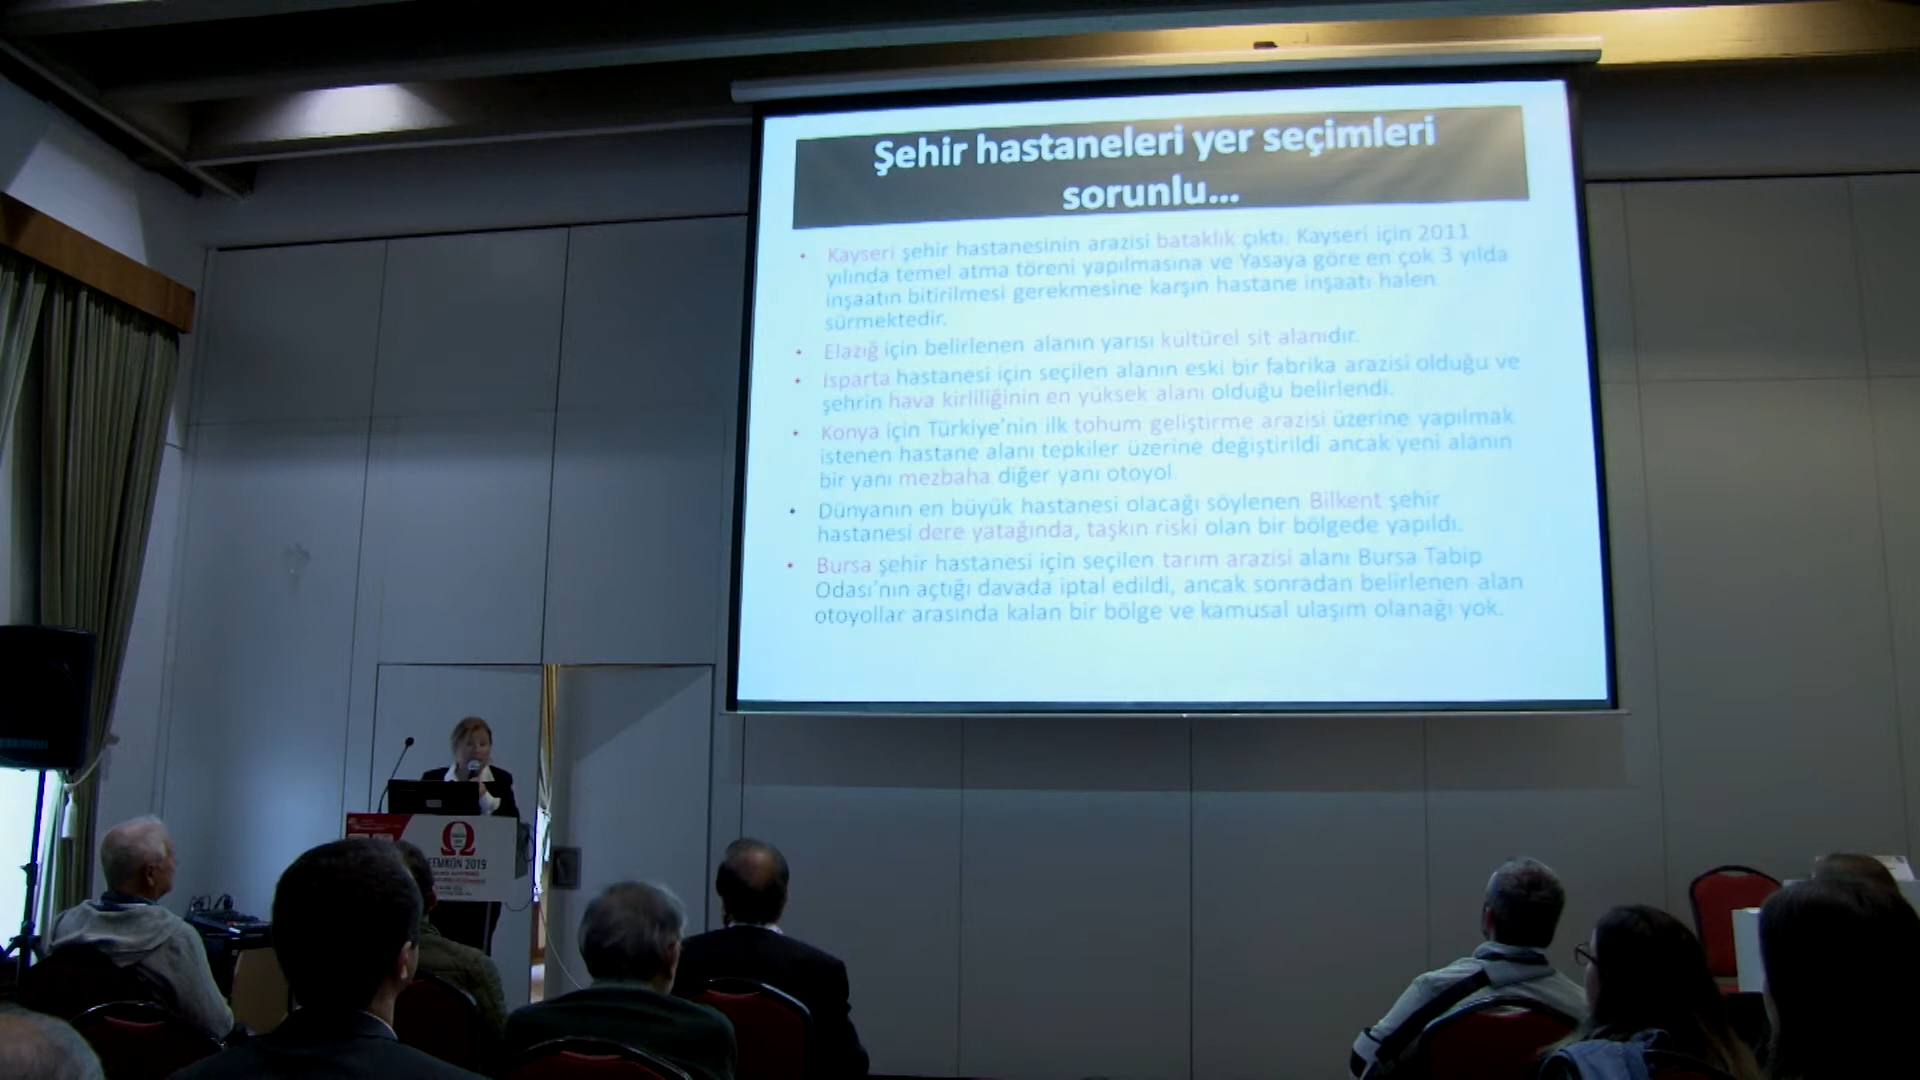 Şehir hastaneleri yer seçimleri
sorunlu...
• Kayseri şehir hastanesinin arazisi bataklık çıktı. Kayseri için 2011
yılında temel atma töreni yapılmasına ve Yasaya göre en çok 3 yılda
inşaatın bitirilmesi gerekmesine karşın hastane inşaatı halen
sürmektedir.
• Elazığ için belirlenen alanın yarısı kültürel sit alanıdır.
• Isparta hastanesi için seçilen alanın eski bir fabrika arazisi olduğu ve
şehrin hava kirliliğinin en yüksek alanı olduğu belirlendi.
• Konya için Türkiye'nin ilk tohum geliştirme arazisi üzerine yapılmak
istenen hastane alanı tepkiler üzerine değiştirildi ancak yeni alanın
bir yanı mezbaha diğer yanı otoyol.
• Dünyanın en büyük hastanesi olacağı söylenen Bilkent şehir
hastanesi dere yatağında, taşkın riski olan bir bölgede yapıldı.
• Bursa şehir hastanesi için seçilen tarım arazisi alanı Bursa Tabip
Odası'nın açtığı davada iptal edildi, ancak sonradan belirlenen alan
otoyollar arasında kalan bir bölge ve kamusal ulaşım olanağı yok.
EEMKON 2019